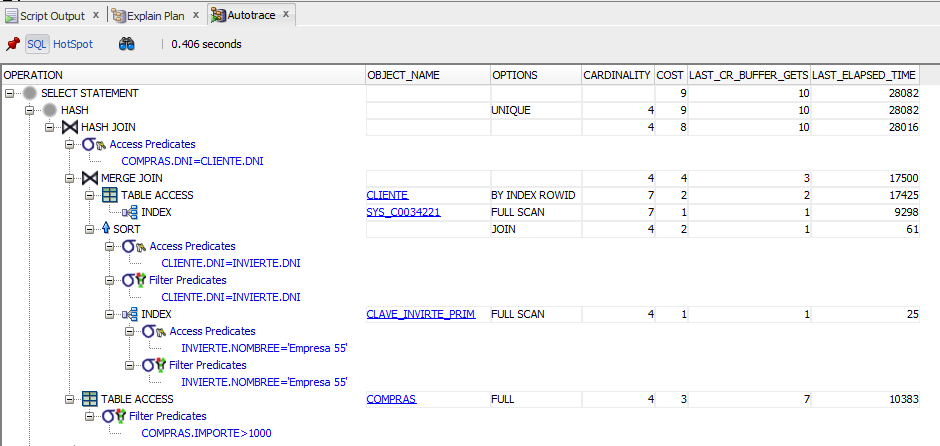 Script Output x Explain Plan x Autotrace x
SQL HotSpot 0.406 seconds
OPERATION OBJECT_NAME OPTIONS CARDINALITY COST LAST_CR_BUFFER_GETS LAST_ELAPSED_TIME
SELECT STATEMENT 9 10 28082
HASH UNIQUE 4 9 10 28082
HASH JOIN 4 8 10 28016
Access Predicates
COMPRAS.DNI=CLIENTE.DNI
MERGE JOIN 4 4 3 17500
TABLE ACCESS CLIENTE BY INDEX ROWID 7 2 2 17425
INDEX SYS_C0034221 FULL SCAN 7 1 1 9298
SORT JOIN 4 2 1 61
Access Predicates
CLIENTE.DNI=INVIERTE.DNI
Filter Predicates
CLIENTE.DNI=INVIERTE.DNI
INDEX CLAVE_INVIRTE_PRIM FULL SCAN 4 1 1 25
Access Predicates
INVIERTE.NOMBREE='Empresa 55'
Filter Predicates
INVIERTE.NOMBREE='Empresa 55'
TABLE ACCESS COMPRAS FULL 4 3 7 10383
Filter Predicates
COMPRAS.IMPORTE>1000